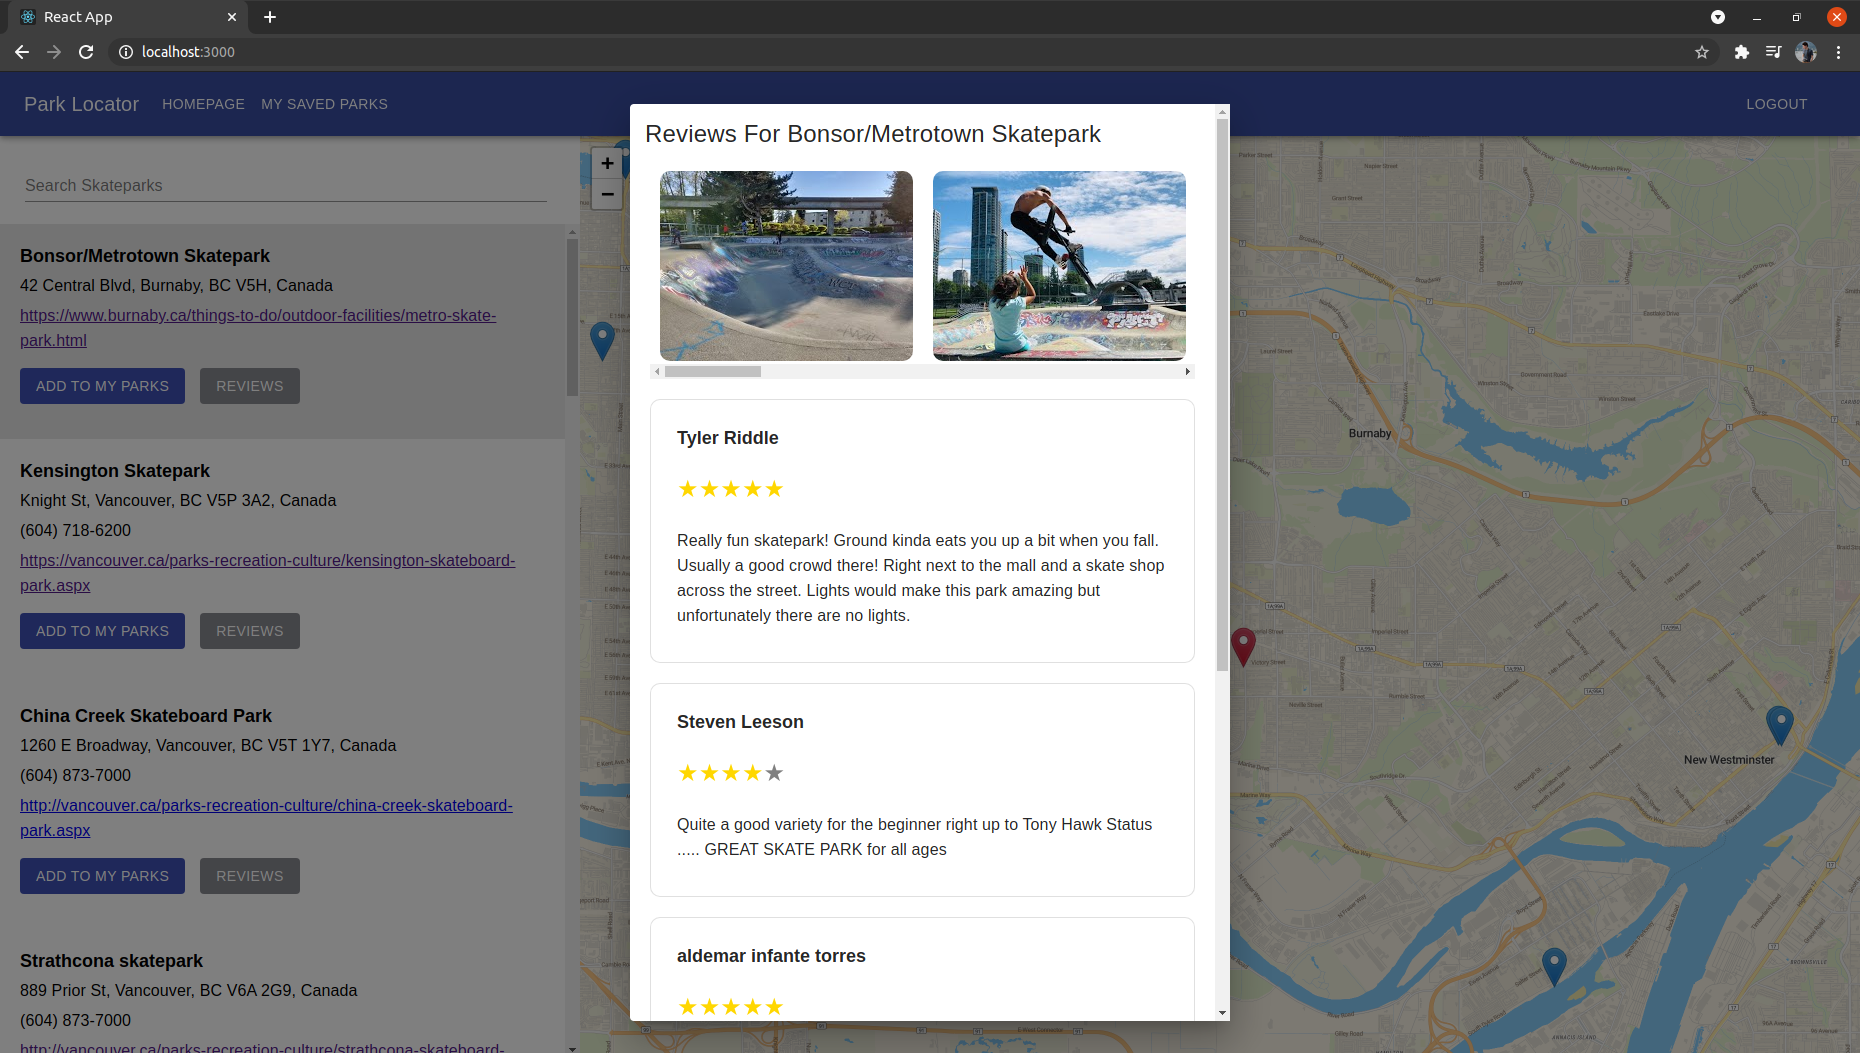 React App
localhost:3000
Park Locator
HOMEPAGE
MY SAVED PARKS
LOGOUT
Search Skateparks
Bonsor/Metrotown Skatepark
42 Central Blvd, Burnaby, BC V5H, Canada
https://www.burnaby.ca/things-to-do/outdoor-facilities/metro-skate-
park.html
ADD TO MY PARKS
REVIEWS
Kensington Skatepark
Knight St, Vancouver, BC V5P 3A2, Canada
(604) 718-6200
https://vancouver.ca/parks-recreation-culture/kensington-skateboard-
park.aspx
ADD TO MY PARKS
REVIEWS
China Creek Skateboard Park
1260 E Broadway, Vancouver, BC V5T 1Y7, Canada
(604) 873-7000
http://vancouver.ca/parks-recreation-culture/china-creek-skateboard-
park.aspx
ADD TO MY PARKS
REVIEWS
Strathcona skatepark
889 Prior St, Vancouver, BC V6A 2G9, Canada
(604) 873-7000
http://vancouver.ca/parks-recreation-culture/strathcona-skateboard-
+
−
Reviews For Bonsor/Metrotown Skatepark
Tyler Riddle
★★★★★
Really fun skatepark! Ground kinda eats you up a bit when you fall.
Usually a good crowd there! Right next to the mall and a skate shop
across the street. Lights would make this park amazing but
unfortunately there are no lights.
Steven Leeson
★★★★★
Quite a good variety for the beginner right up to Tony Hawk Status
..... GREAT SKATE PARK for all ages
aldemar infante torres
★★★★★
Burnaby
New Westminster